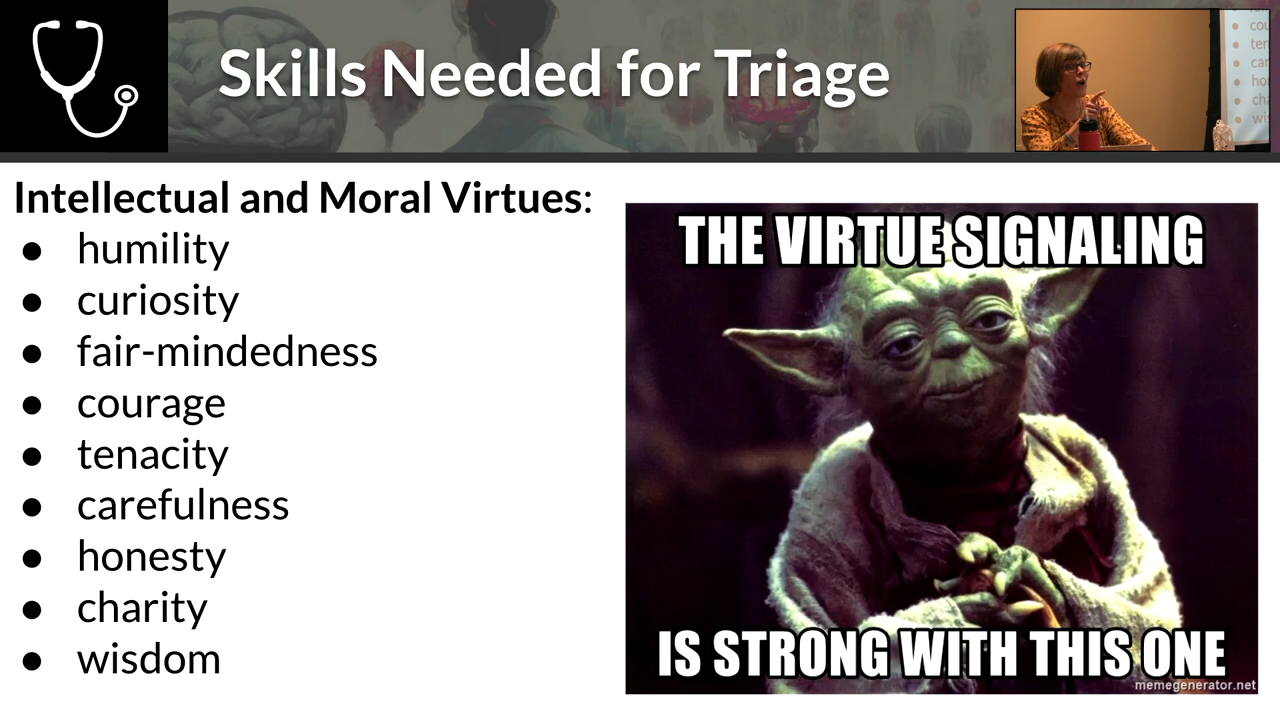 Skills Needed for Triage
Intellectual and Moral Virtues:
● humility
● curiosity
● fair-mindedness
● courage
● tenacity
● carefulness
● honesty
● charity
● wisdom
THE VIRTUE SIGNALING
IS STRONG WITH THIS ONE
memegenerator.net